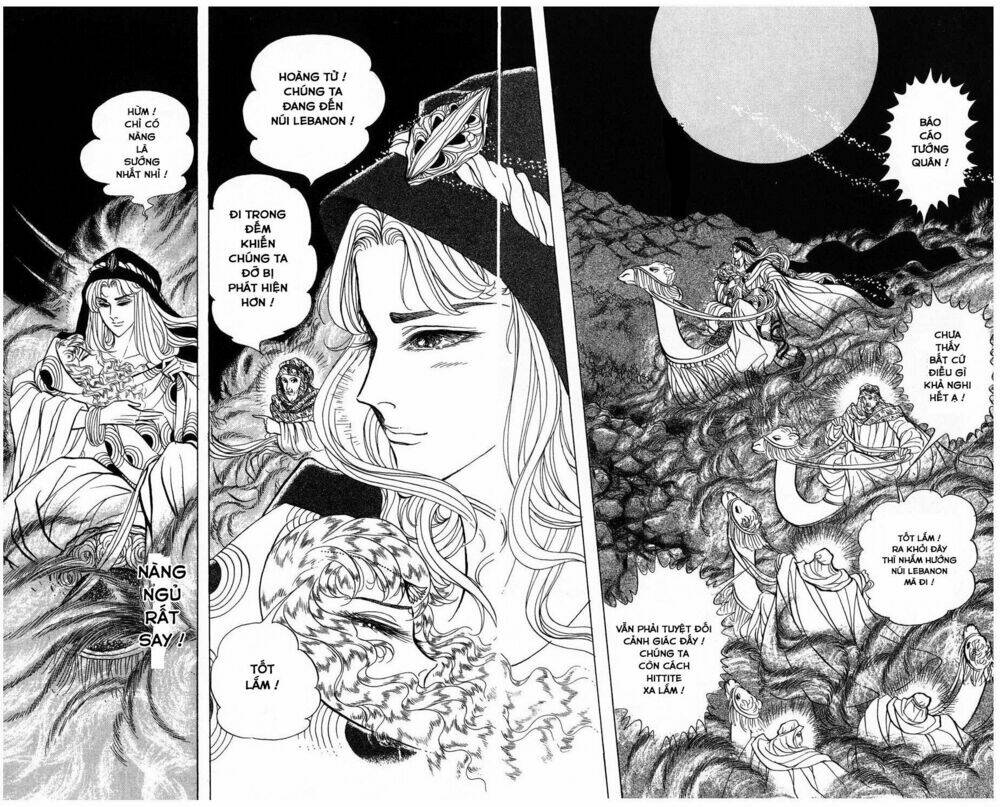 BÁO
CÁO
TƯỚNG
QUÂN !
CHƯA
THẤY
BẤT CỨ
ĐIỀU GÌ
KHẢ NGHI
HẾT Ạ !
TỐT LẮM !
RA KHỎI ĐÂY
THÌ NHẮM HƯỚNG
NÚI LEBANON
MÀ ĐI !
VẪN PHẢI TUYỆT ĐỐI
CẢNH GIÁC ĐẤY !
CHÚNG TA
CÒN CÁCH
HITTITE
XA LẮM !
HOÀNG TỬ !
CHÚNG TA
ĐANG ĐẾN
NÚI LEBANON !
ĐI TRONG
ĐÊM
KHIẾN
CHÚNG TA
ĐỠ BỊ
PHÁT HIỆN
HƠN !
TỐT
LẮM !
HỪM !
CHỈ CÓ
NÀNG
LÀ
SƯỚNG
NHẤT NHỈ !
NÀNG
NGỦ
RẤT
SAY !